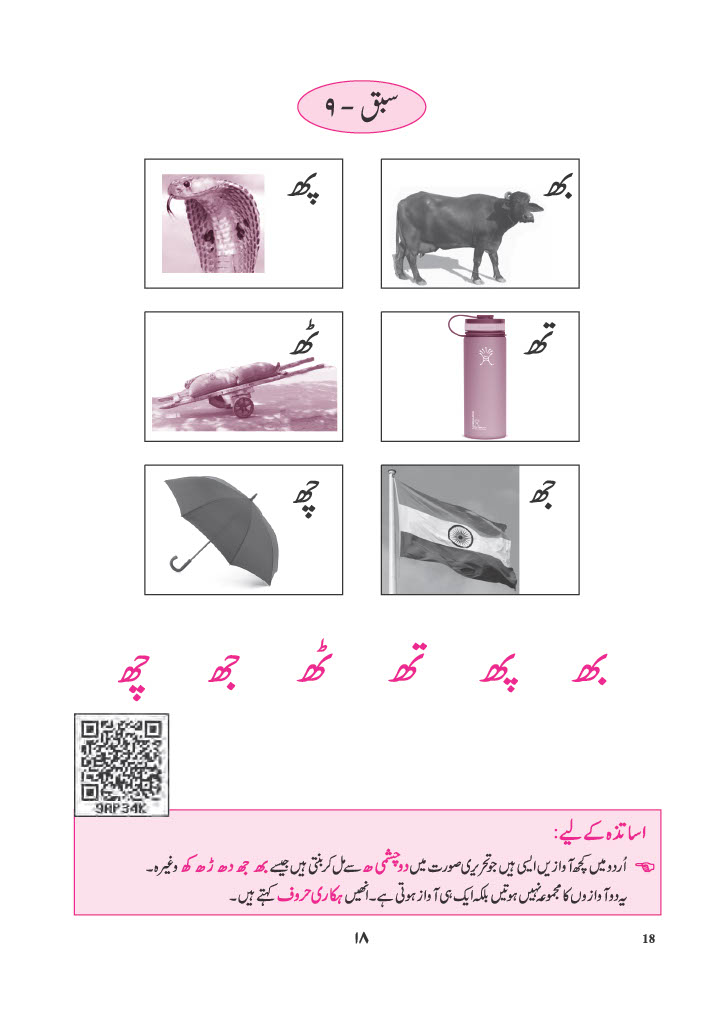 سبق - ۹
بھ
پھ
تھ
ٹھ
جھ
چھ
بھ پھ تھ ٹھ جھ چھ
9AP34K
اساتذہ کے لیے:
اُردو میں کچھ آوازیں ایسی ہیں جو تحریری صورت میں دو چشمی ھ سے مل کر بنتی ہیں جیسے بھ جھ دھ ڑھ کھ وغیرہ۔
یہ دو آوازوں کا مجموعہ نہیں ہوتیں بلکہ ایک ہی آواز ہوتی ہے۔ انھیں ہکاری حروف کہتے ہیں۔
۱۸
18